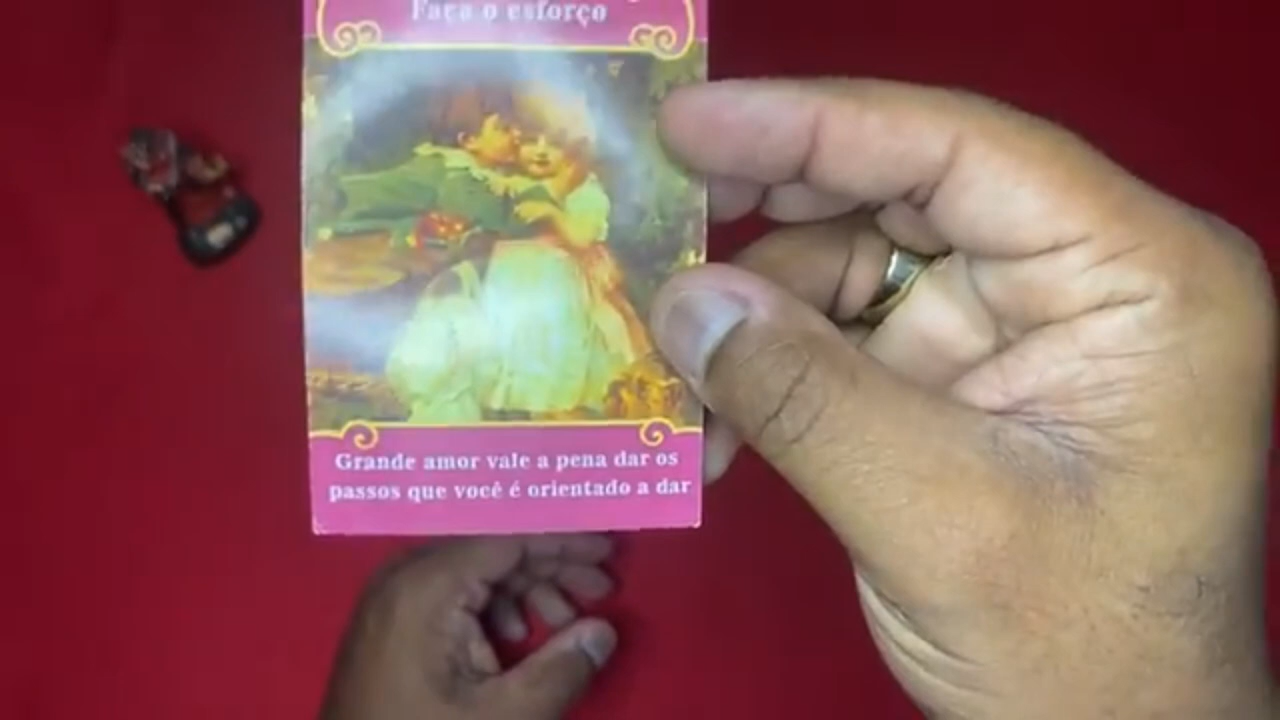 Faça o esforço
Grande amor vale a pena dar os
passos que você é orientado a dar